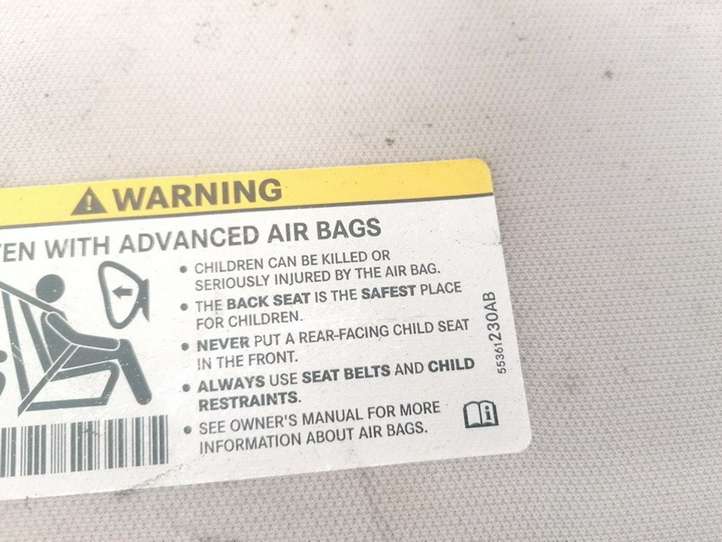 WARNING
EN WITH ADVANCED AIR BAGS
• CHILDREN CAN BE KILLED OR
SERIOUSLY INJURED BY THE AIR BAG.
• THE BACK SEAT IS THE SAFEST PLACE
FOR CHILDREN.
• NEVER PUT A REAR-FACING CHILD SEAT
IN THE FRONT.
• ALWAYS USE SEAT BELTS AND CHILD
RESTRAINTS.
• SEE OWNER'S MANUAL FOR MORE
INFORMATION ABOUT AIR BAGS.
55361230AB